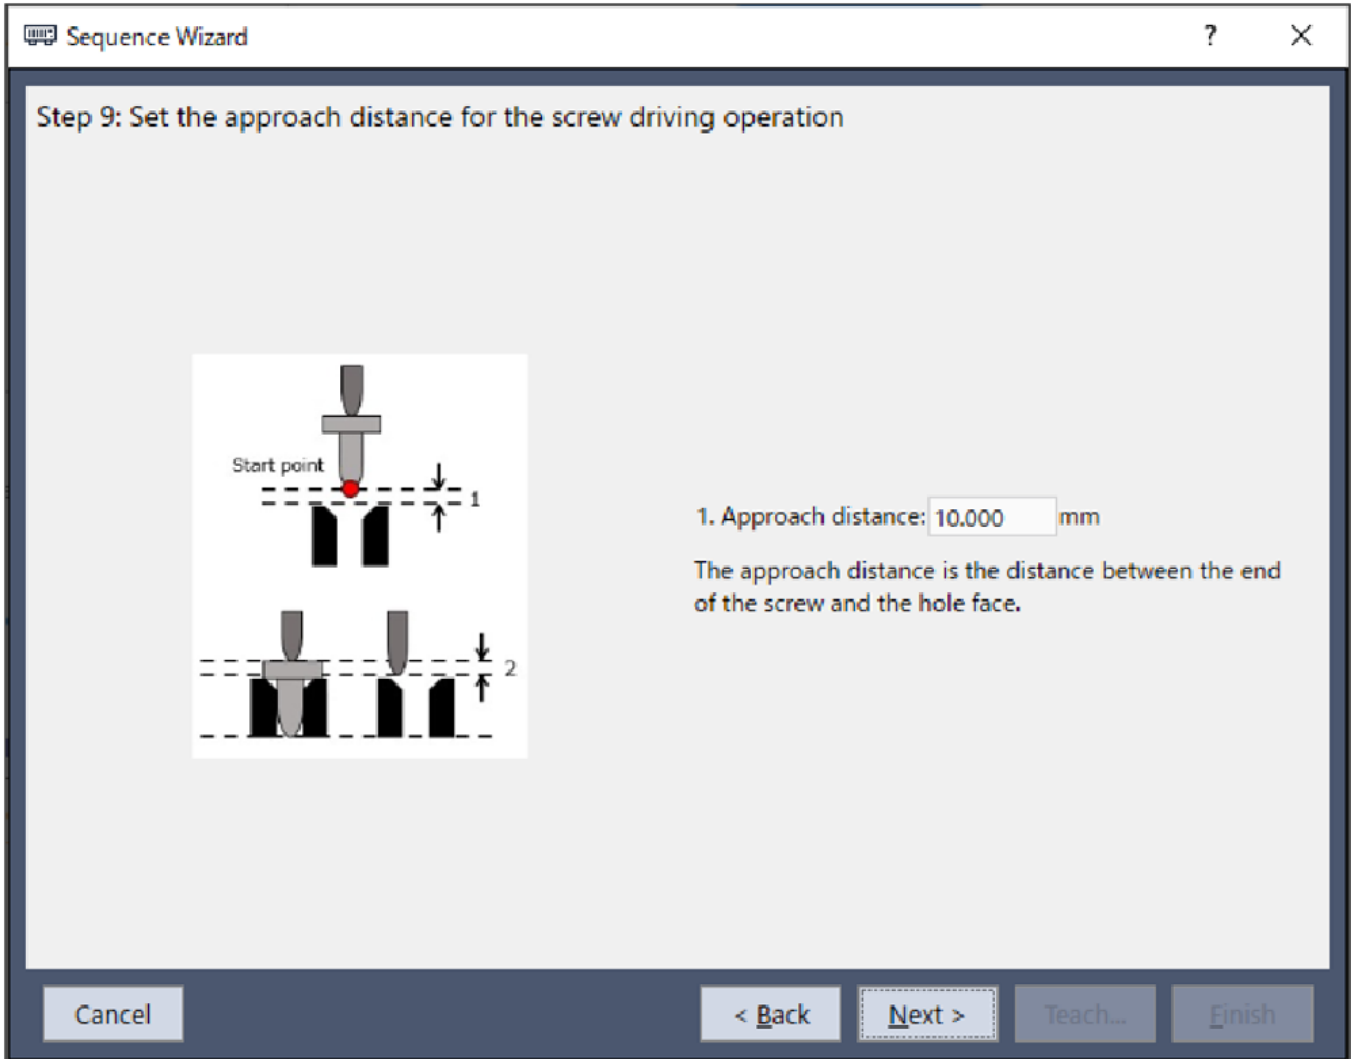 Sequence Wizard
?
Step 9: Set the approach distance for the screw driving operation
Start point
1
2
1. Approach distance: 10.000 mm
The approach distance is the distance between the end
of the screw and the hole face.
Cancel
< Back
Next >
Teach...
Finish